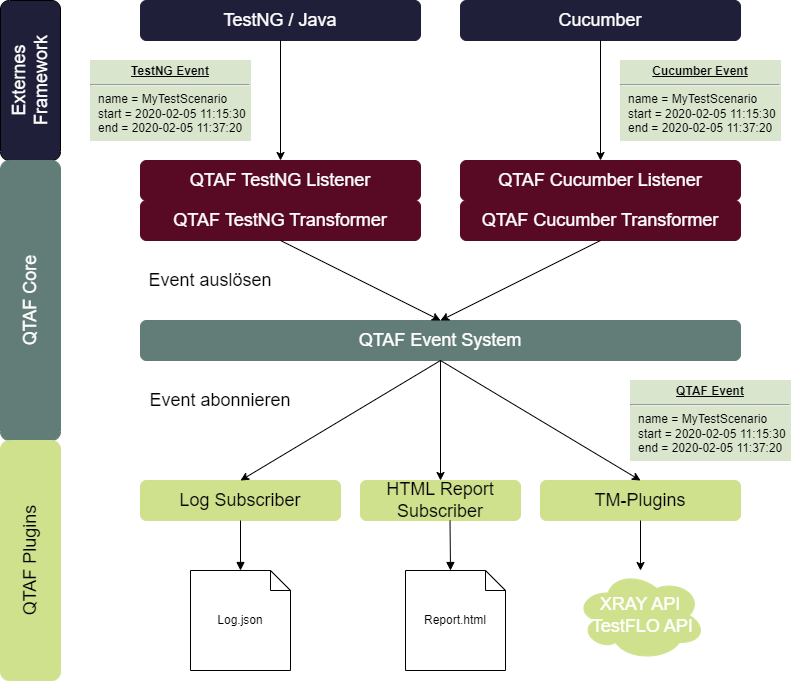 Externes
Framework
TestNG / Java
Cucumber
TestNG Event
name = MyTestScenario
start = 2020-02-05 11:15:30
end = 2020-02-05 11:37:20
Cucumber Event
name = MyTestScenario
start = 2020-02-05 11:15:30
end = 2020-02-05 11:37:20
QTAF Core
QTAF TestNG Listener
QTAF Cucumber Listener
QTAF TestNG Transformer
QTAF Cucumber Transformer
Event auslösen
QTAF Event System
Event abonnieren
QTAF Event
name = MyTestScenario
start = 2020-02-05 11:15:30
end = 2020-02-05 11:37:20
QTAF Plugins
Log Subscriber
HTML Report
Subscriber
TM-Plugins
Log.json
Report.html
XRAY API
TestFLO API